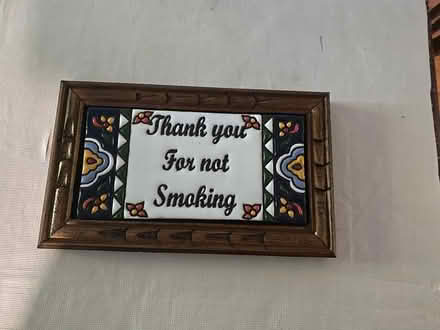 Thank you
For not
Smoking